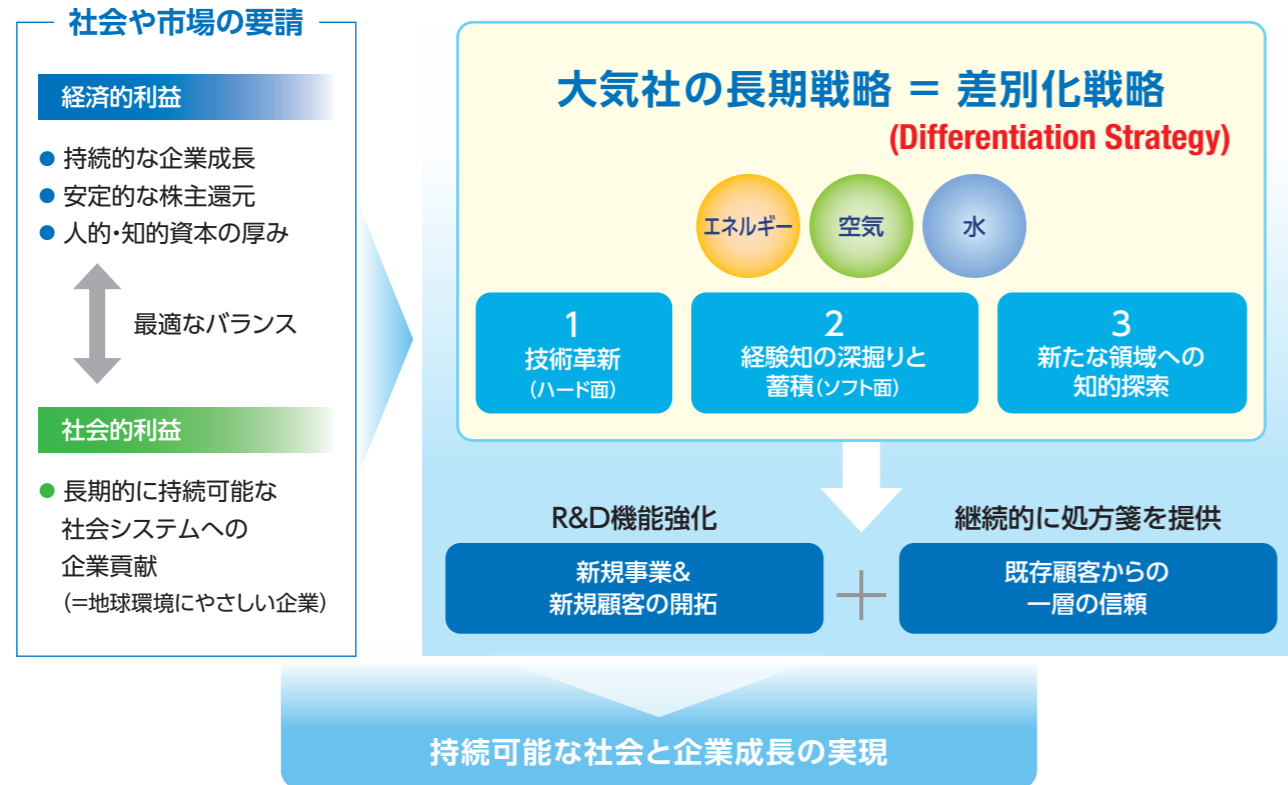 社会や市場の要請
経済的利益
● 持続的な企業成長
● 安定的な株主還元
● 人的・知的資本の厚み
最適なバランス
社会的利益
● 長期的に持続可能な
社会システムへの
企業貢献
(=地球環境にやさしい企業)
大気社の長期戦略 = 差別化戦略
(Differentiation Strategy)
エネルギー
空気
水
1
技術革新
(ハード面)
2
経験知の深掘りと
蓄積(ソフト面)
3
新たな領域への
知的探索
R&D機能強化
新規事業&
新規顧客の開拓
+
継続的に処方箋を提供
既存顧客からの
一層の信頼
持続可能な社会と企業成長の実現